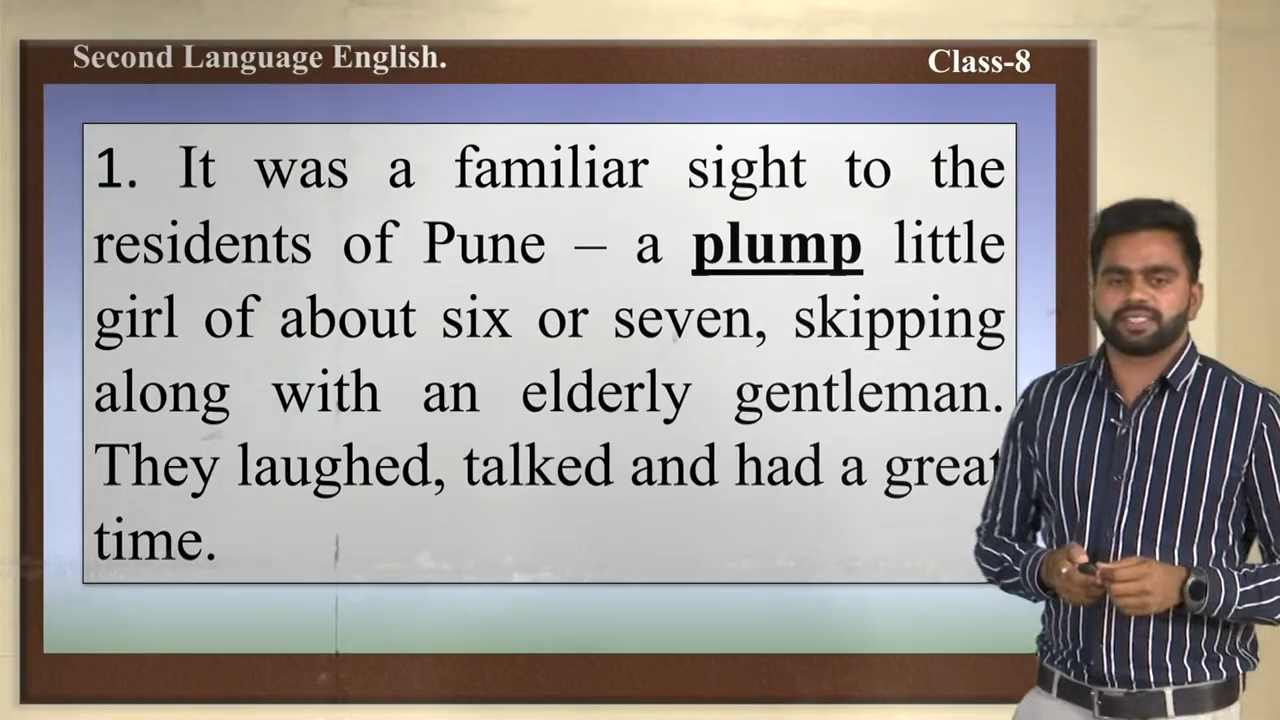 Second Language English.
Class-8
1. It was a familiar sight to the
residents of Pune – a plump little
girl of about six or seven, skipping
along with an elderly gentleman.
They laughed, talked and had a great
time.